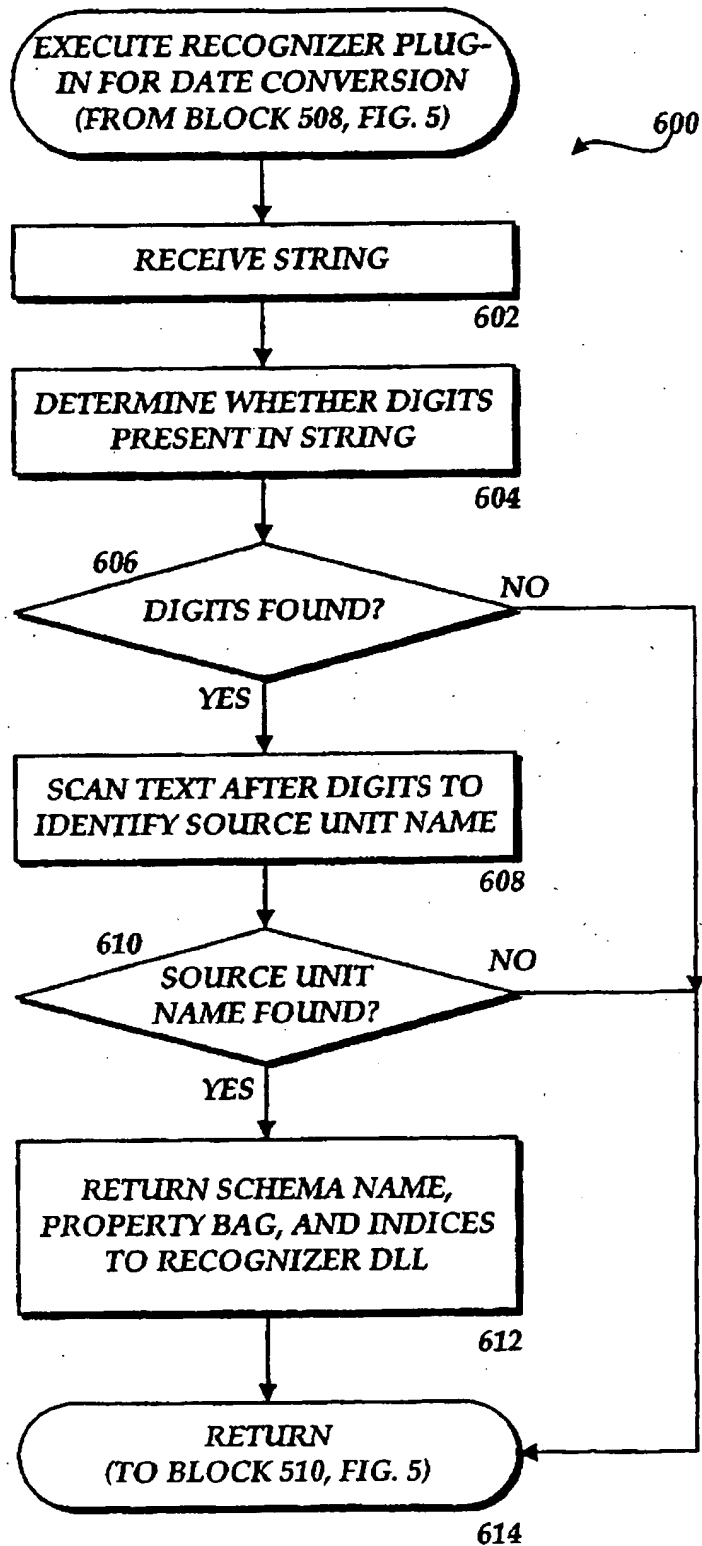 EXECUTE RECOGNIZER PLUG-
IN FOR DATE CONVERSION
(FROM BLOCK 508, FIG. 5)
600
RECEIVE STRING
602
DETERMINE WHETHER DIGITS
PRESENT IN STRING
604
606
DIGITS FOUND?
NO
YES
SCAN TEXT AFTER DIGITS TO
IDENTIFY SOURCE UNIT NAME
608
610
SOURCE UNIT
NAME FOUND?
NO
YES
RETURN SCHEMA NAME,
PROPERTY BAG, AND INDICES
TO RECOGNIZER DLL
612
RETURN
(TO BLOCK 510, FIG. 5)
614